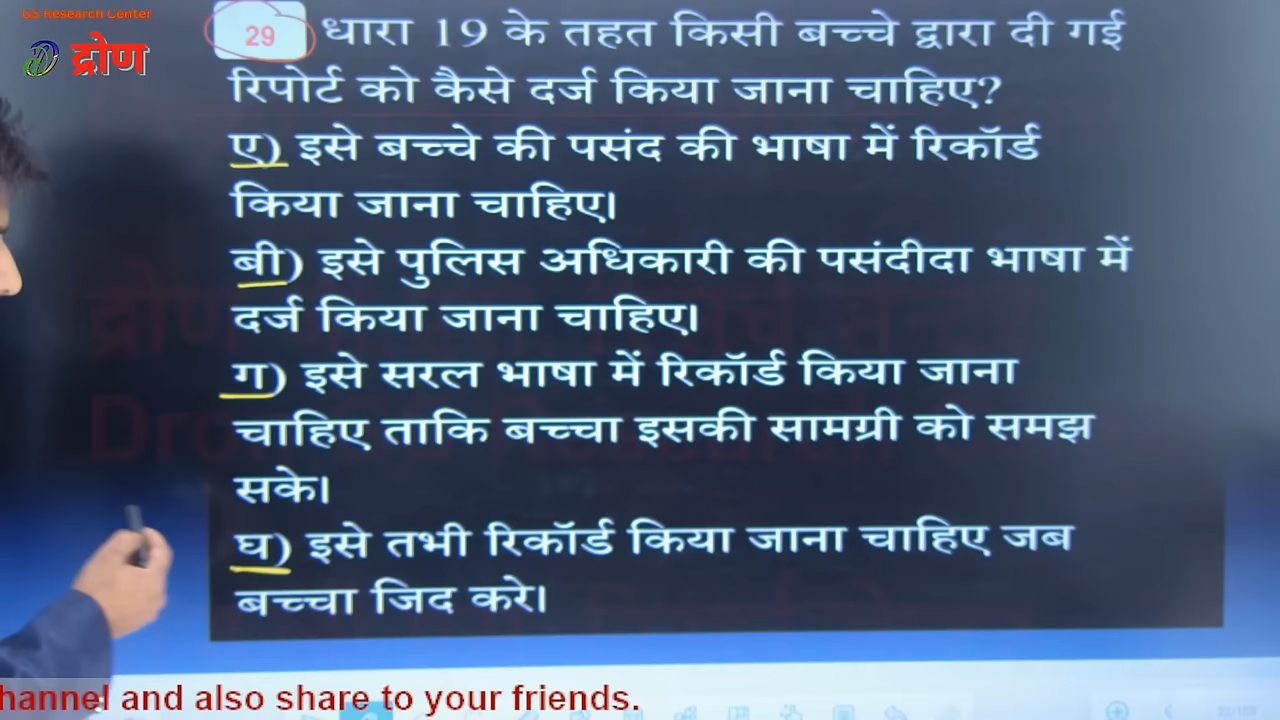 GS Research Center
द्रोण
29 धारा 19 के तहत किसी बच्चे द्वारा दी गई
रिपोर्ट को कैसे दर्ज किया जाना चाहिए?
ए) इसे बच्चे की पसंद की भाषा में रिकॉर्ड
किया जाना चाहिए।
बी) इसे पुलिस अधिकारी की पसंदीदा भाषा में
दर्ज किया जाना चाहिए।
ग) इसे सरल भाषा में रिकॉर्ड किया जाना
चाहिए ताकि बच्चा इसकी सामग्री को समझ
सके।
घ) इसे तभी रिकॉर्ड किया जाना चाहिए जब
बच्चा जिद करे।
hannel and also share to your friends.